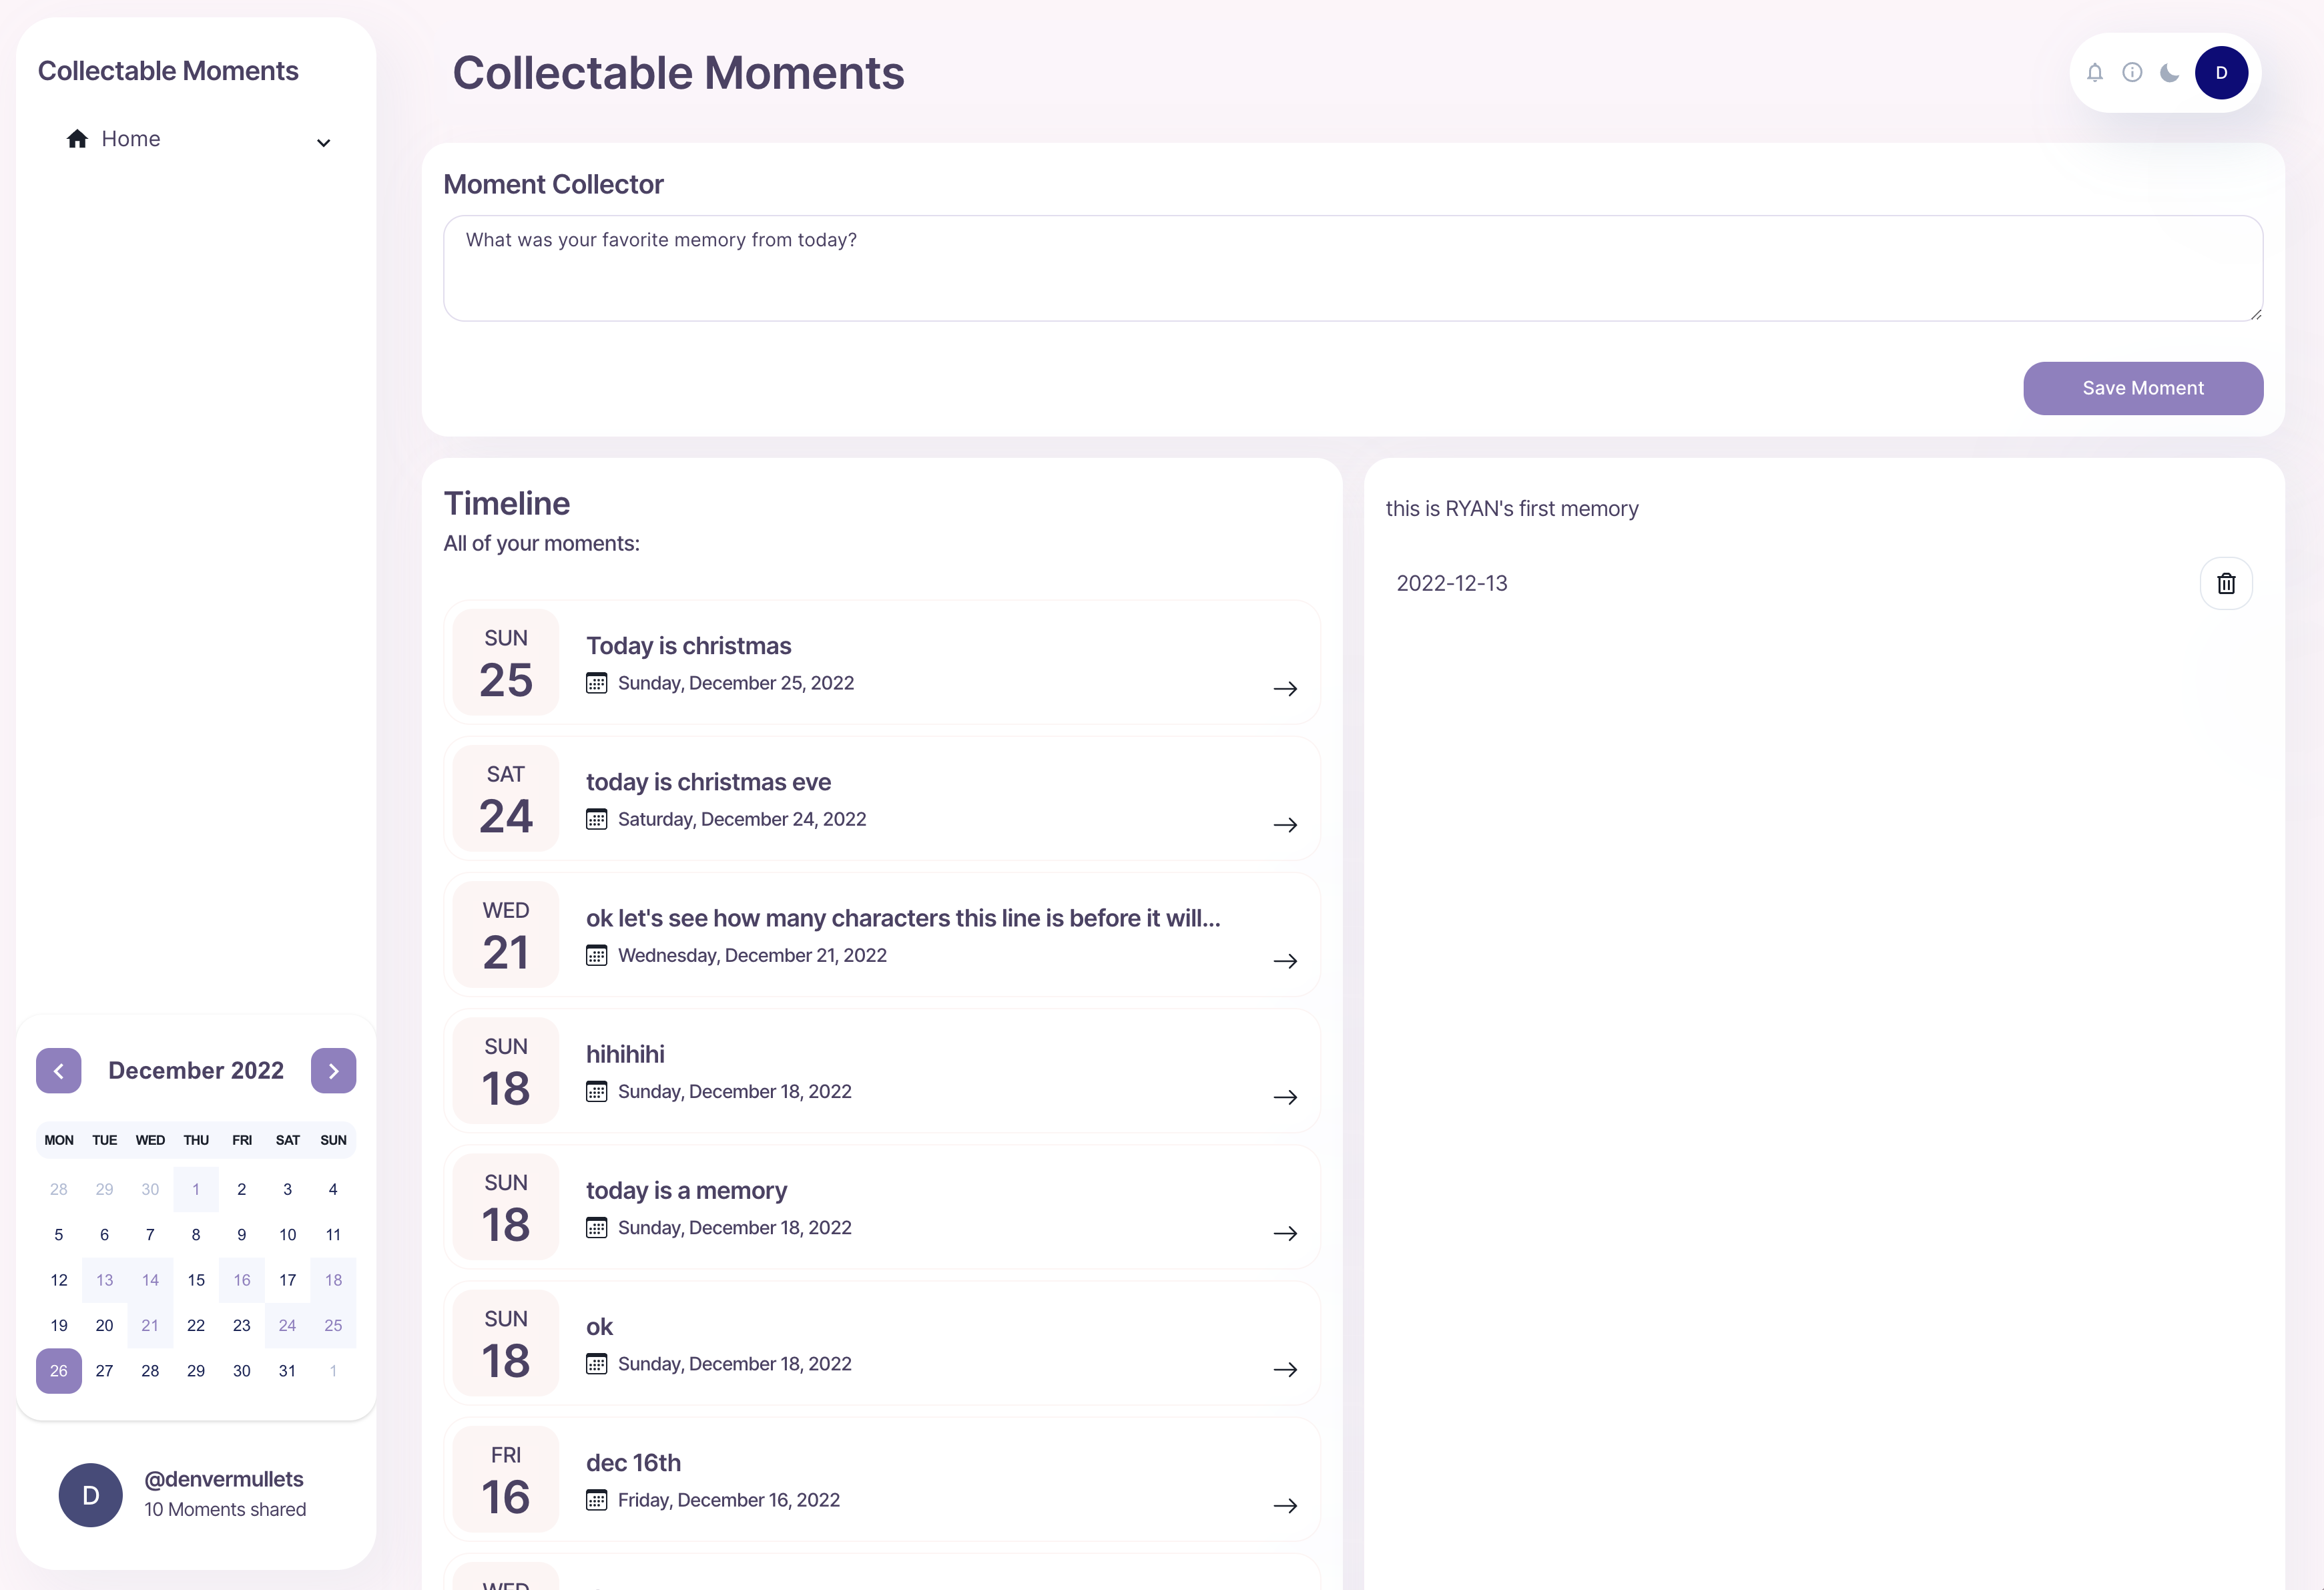 Collectable Moments
Home
Collectable Moments
D
Moment Collector
What was your favorite memory from today?
Save Moment
Timeline
All of your moments:
SUN
25
Today is christmas
Sunday, December 25, 2022
SAT
24
today is christmas eve
Saturday, December 24, 2022
WED
21
ok let's see how many characters this line is before it will...
Wednesday, December 21, 2022
SUN
18
hihihihi
Sunday, December 18, 2022
SUN
18
today is a memory
Sunday, December 18, 2022
SUN
18
ok
Sunday, December 18, 2022
FRI
16
dec 16th
Friday, December 16, 2022
WED
this is RYAN's first memory
2022-12-13
December 2022
MON TUE WED THU FRI SAT SUN
28 29 30 1 2 3 4
5 6 7 8 9 10 11
12 13 14 15 16 17 18
19 20 21 22 23 24 25
26 27 28 29 30 31 1
D
@denvermullets
10 Moments shared